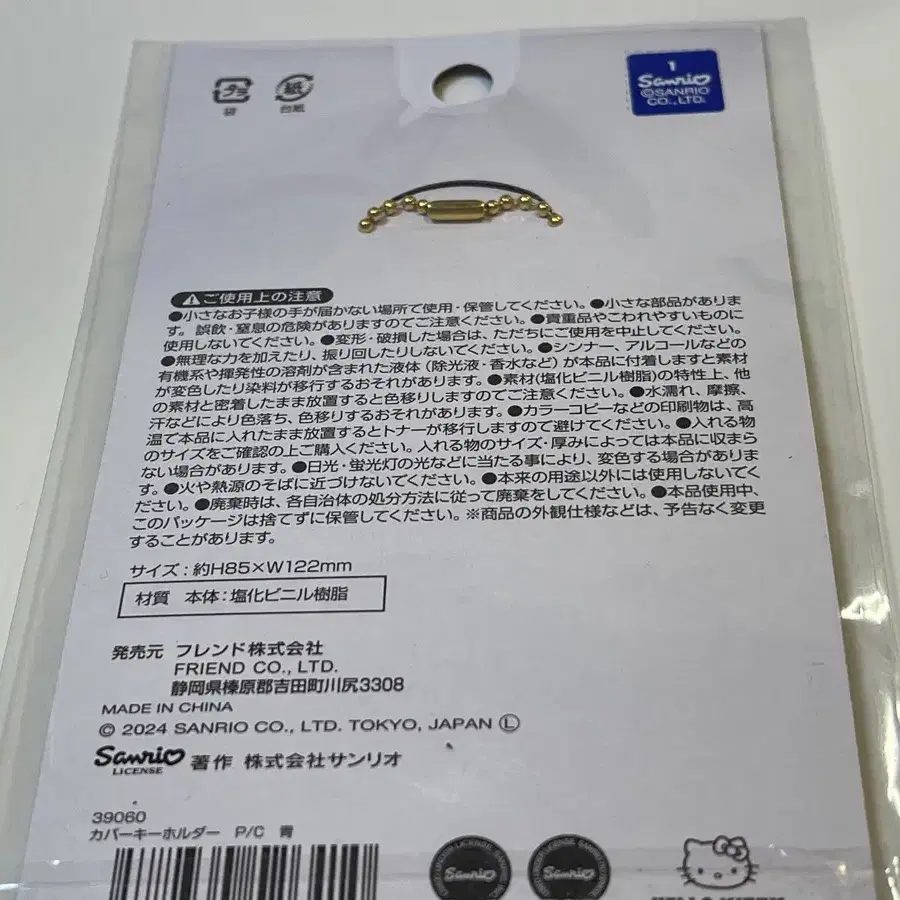 プラ
袋
紙
台紙
1
Sanrio
©SANRIO
CO.,LTD.
ご使用上の注意
●小さなお子様の手が届かない場所で使用・保管してください。●小さな部品がありま
す。誤飲・窒息の危険がありますのでご注意ください。●貴重品やこわれやすいものに
使用しないでください。●変形・破損した場合は、ただちにご使用を中止してください。
●無理な力を加えたり、振り回したりしないでください。●シンナー、アルコールなどの
有機系や揮発性の溶剤が含まれた液体(除光液・香水など)が本品に付着しますと素材
が変色したり染料が移行するおそれがあります。●素材(塩化ビニル樹脂)の特性上、他
の素材と密着したまま放置すると色移りしますのでご注意ください。●水濡れ、摩擦、
汗などにより色落ち、色移りするおそれがあります。●カラーコピーなどの印刷物は、高
温で本品に入れたまま放置するとトナーが移行しますので避けてください。●入れる物
のサイズをご確認の上ご購入ください。入れる物のサイズ・厚みによっては本品に収まら
ない場合があります。●日光・蛍光灯の光などに当たる事により、変色する場合がありま
す。●火や熱源のそばに近づけないでください。●本来の用途以外には使用しないでく
ださい。●廃棄時は、各自治体の処分方法に従って廃棄をしてください。●本品使用中、
このパッケージは捨てずに保管してください。※商品の外観仕様などは、予告なく変更
することがあります。
サイズ:約H85×W122mm
材質 本体:塩化ビニル樹脂
発売元 フレンド株式会社
FRIEND CO., LTD.
静岡県榛原郡吉田町川尻3308
MADE IN CHINA
© 2024 SANRIO CO., LTD. TOKYO, JAPAN Ⓛ
Sanrio LICENSE 著作 株式会社サンリオ
39060
カバーキーホルダー P/C 青
Sanrio
Sanrio
HELLO KITTY